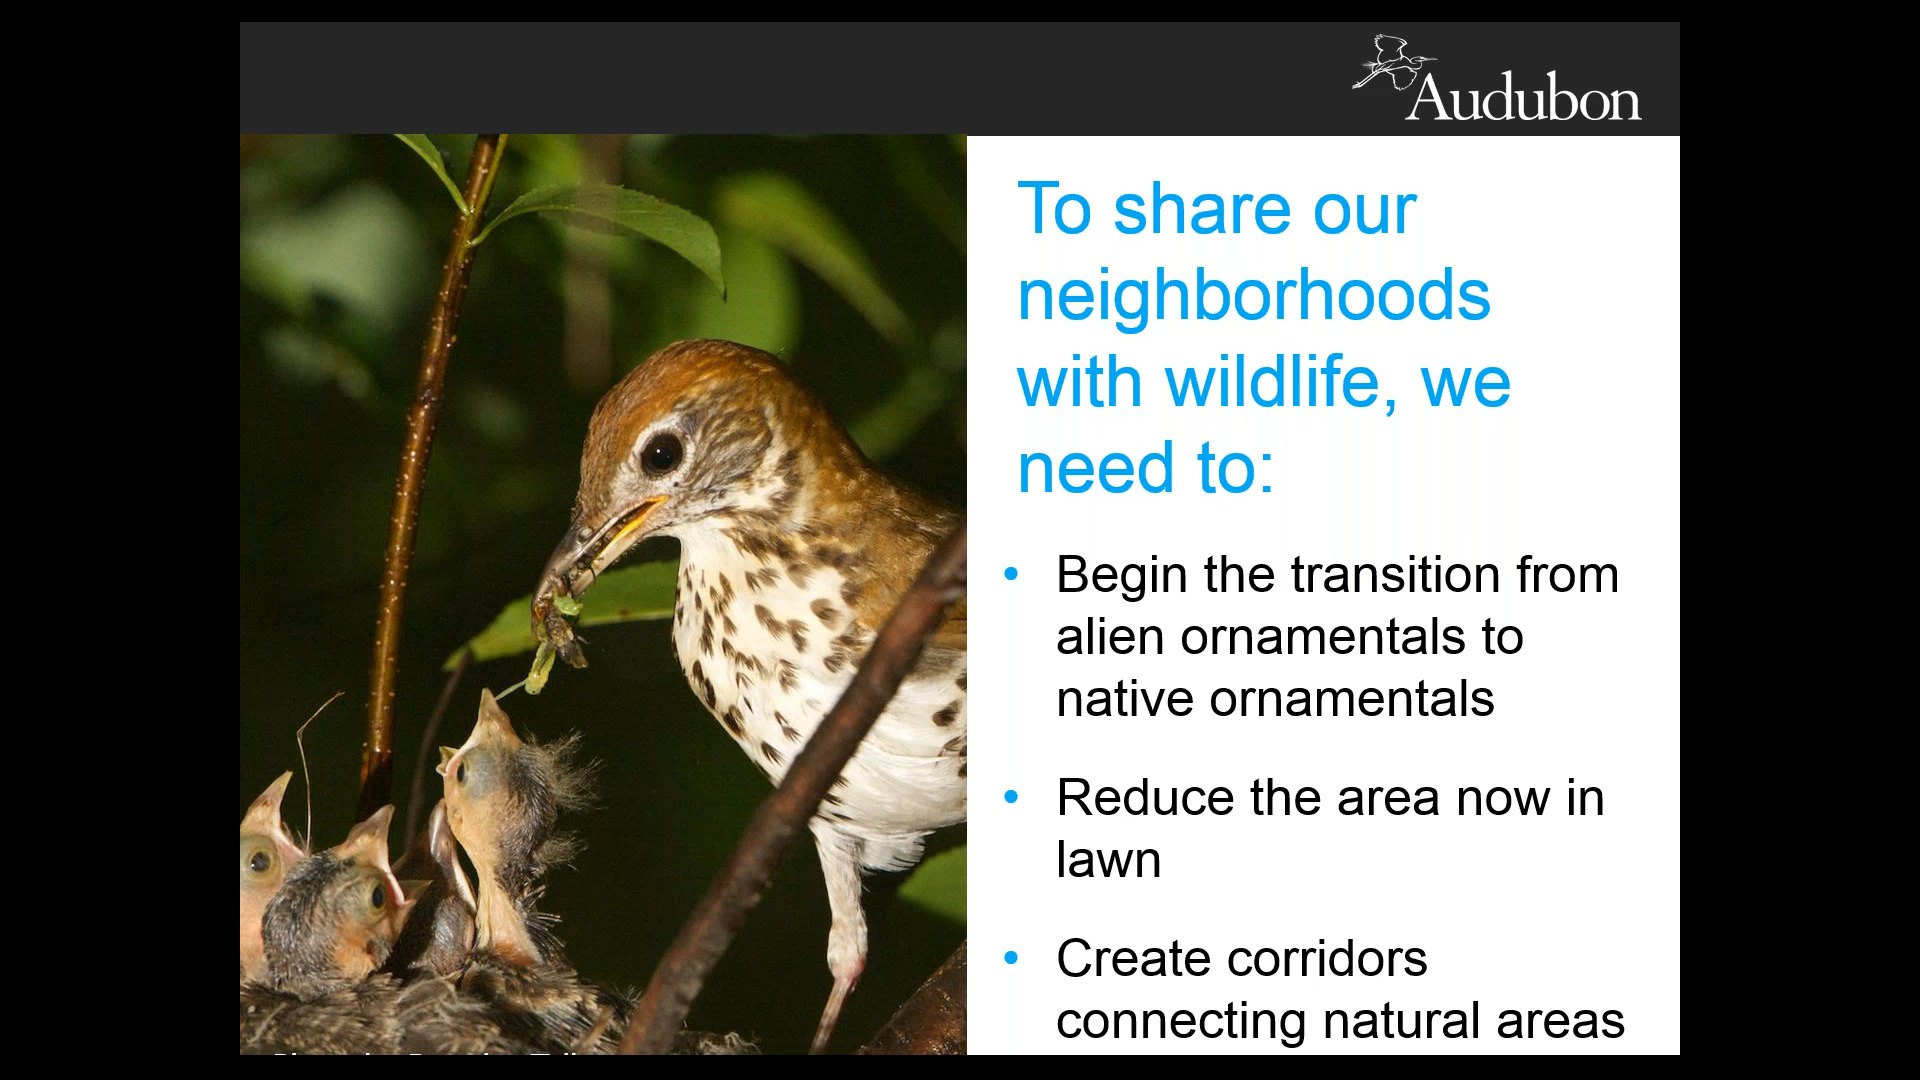 Audubon
To share our
neighborhoods
with wildlife, we
need to:
• Begin the transition from
alien ornamentals to
native ornamentals
• Reduce the area now in
lawn
• Create corridors
connecting natural areas